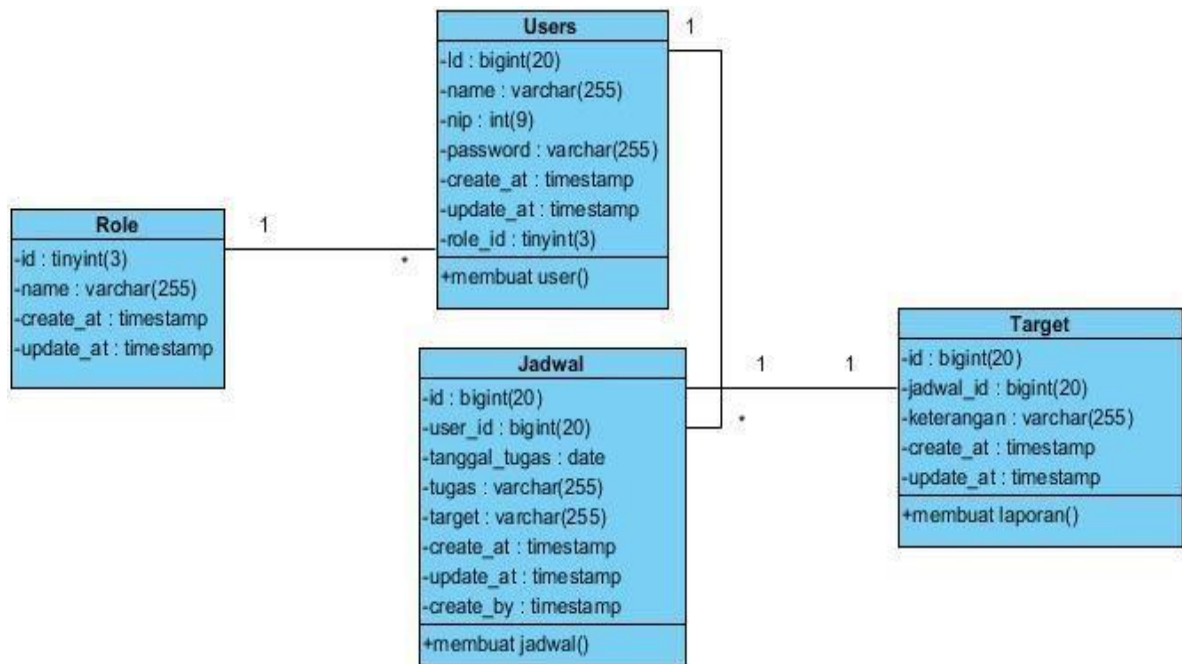 Users
-Id : bigint(20)
-name : varchar(255)
-nip : int(9)
-password : varchar(255)
-create_at : timestamp
-update_at : timestamp
-role_id : tinyint(3)
+membuat user()
1
Role
-id : tinyint(3)
-name : varchar(255)
-create_at : timestamp
-update_at : timestamp
1
*
Jadwal
-id : bigint(20)
-user_id : bigint(20)
-tanggal_tugas : date
-tugas : varchar(255)
-target : varchar(255)
-create_at : timestamp
-update_at : timestamp
-create_by : timestamp
+membuat jadwal()
1
1
*
Target
-id : bigint(20)
-jadwal_id : bigint(20)
-keterangan : varchar(255)
-create_at : timestamp
-update_at : timestamp
+membuat laporan()